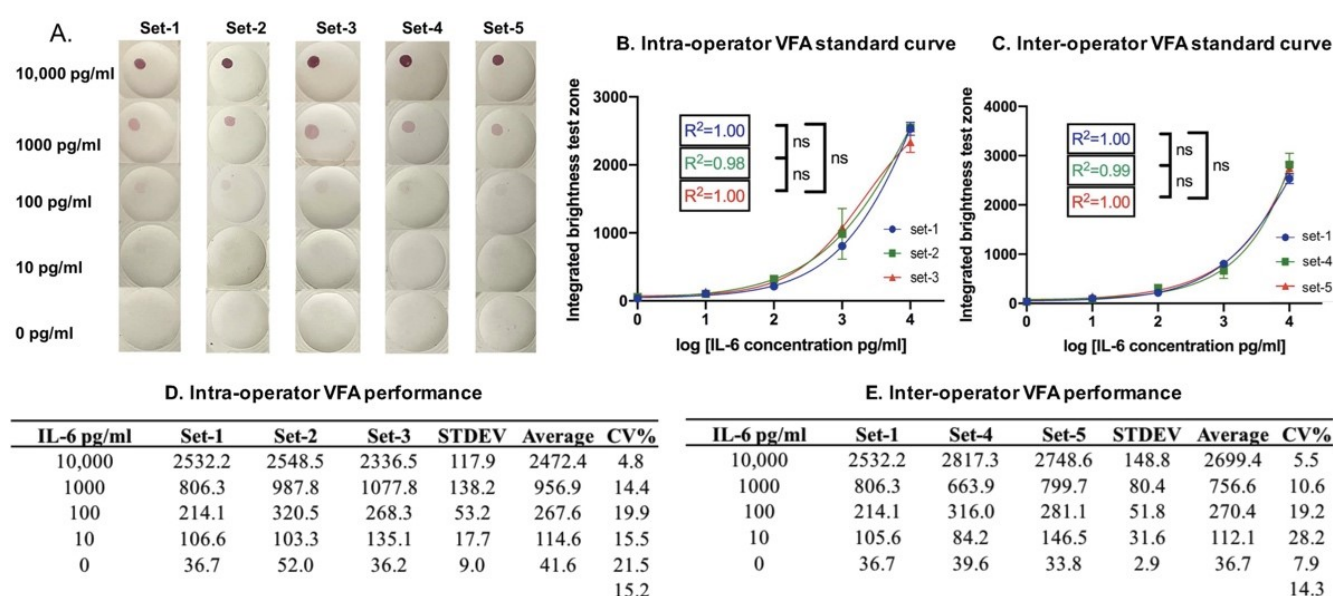 A.
Set-1 Set-2 Set-3 Set-4 Set-5
10,000 pg/ml
1000 pg/ml
100 pg/ml
10 pg/ml
0 pg/ml
B. Intra-operator VFA standard curve
Integrated brightness test zone
3000
2000
1000
0
R²=1.00
R²=0.98
R²=1.00
ns
ns
ns
set-1
set-2
set-3
0 1 2 3 4
log [IL-6 concentration pg/ml]
C. Inter-operator VFA standard curve
Integrated brightness test zone
4000
3000
2000
1000
0
R²=1.00
R²=0.99
R²=1.00
ns
ns
ns
set-1
set-4
set-5
0 1 2 3 4
log [IL-6 concentration pg/ml]
D. Intra-operator VFA performance
IL-6 pg/ml Set-1 Set-2 Set-3 STDEV Average CV%
10,000 2532.2 2548.5 2336.5 117.9 2472.4 4.8
1000 806.3 987.8 1077.8 138.2 956.9 14.4
100 214.1 320.5 268.3 53.2 267.6 19.9
10 106.6 103.3 135.1 17.7 114.6 15.5
0 36.7 52.0 36.2 9.0 41.6 21.5
15.2
E. Inter-operator VFA performance
IL-6 pg/ml Set-1 Set-4 Set-5 STDEV Average CV%
10,000 2532.2 2817.3 2748.6 148.8 2699.4 5.5
1000 806.3 663.9 799.7 80.4 756.6 10.6
100 214.1 316.0 281.1 51.8 270.4 19.2
10 105.6 84.2 146.5 31.6 112.1 28.2
0 36.7 39.6 33.8 2.9 36.7 7.9
14.3